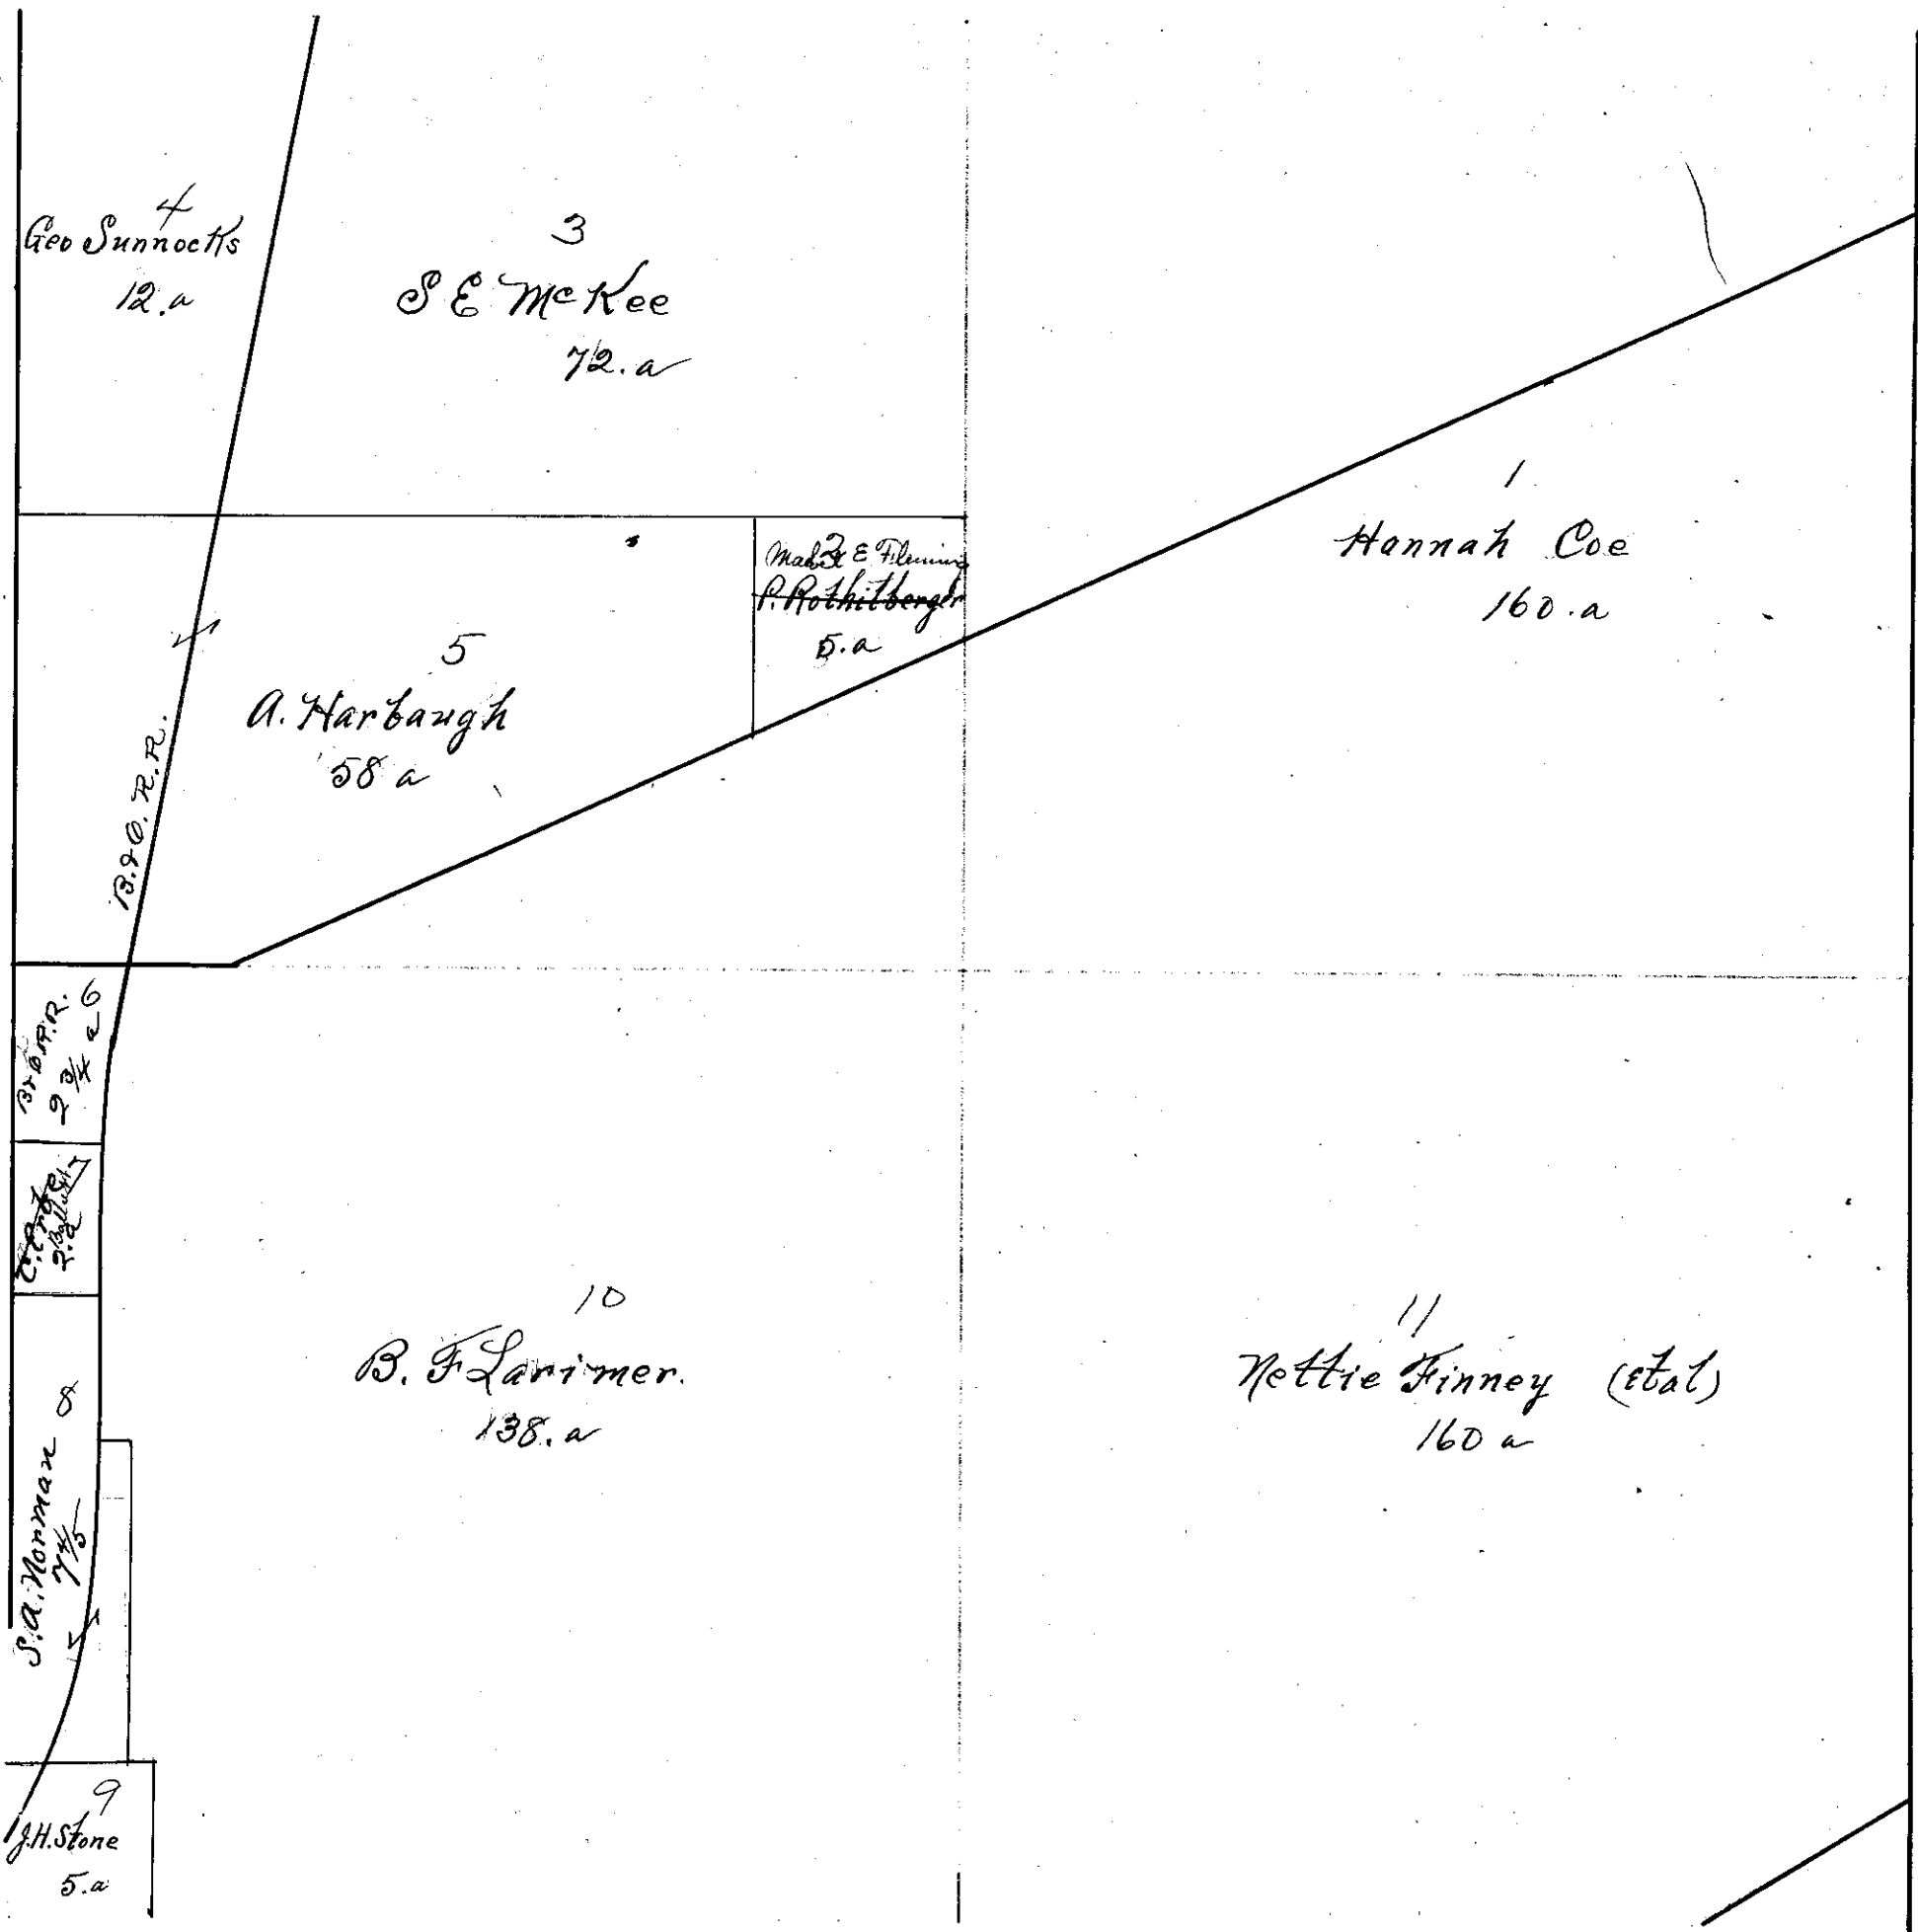 4
Geo Sunnocks
12.a
3
S E McKee
72.a
1
Hannah Coe
160.a
2
Mabel E Fleming
P. Rothitberger
5.a
5
A. Harbaugh
58 a
B.&O. R.R.
6
B&O R.R.
2 3/4 a
7
2.a
8
S.A. Norman
7 4/5
9
J.H. Stone
5.a
10
B. F Larimer.
138.a
11
Nettie Finney (etal)
160 a